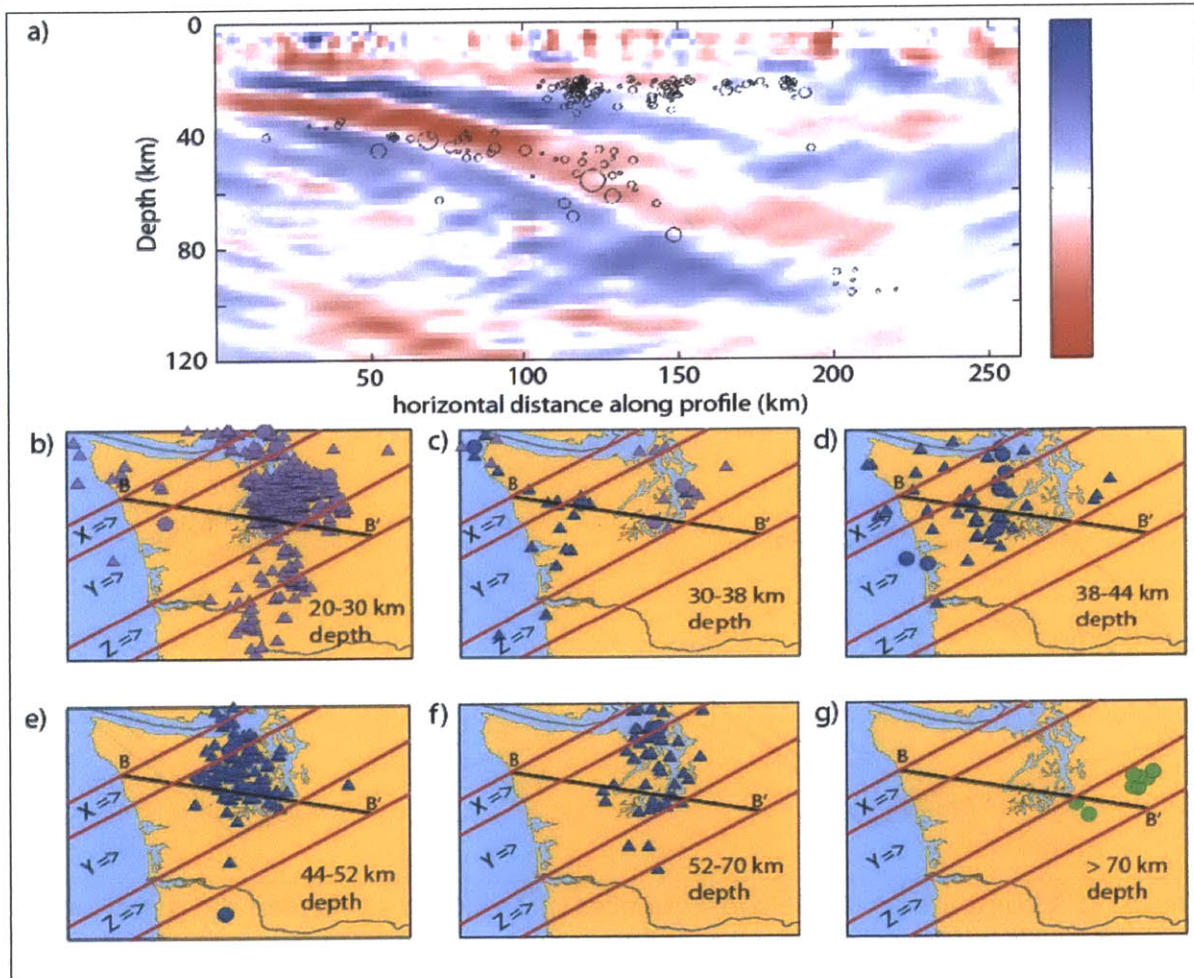 a)
0
40
80
120
Depth (km)
50
100
150
200
250
horizontal distance along profile (km)
b)
B
B'
X =>
Y =>
Z =>
20-30 km
depth
c)
B
B'
X =>
Y =>
Z =>
30-38 km
depth
d)
B
B'
X =>
Y =>
Z =>
38-44 km
depth
e)
B
B'
X =>
Y =>
Z =>
44-52 km
depth
f)
B
B'
X =>
Y =>
Z =>
52-70 km
depth
g)
B
B'
X =>
Y =>
Z =>
> 70 km
depth